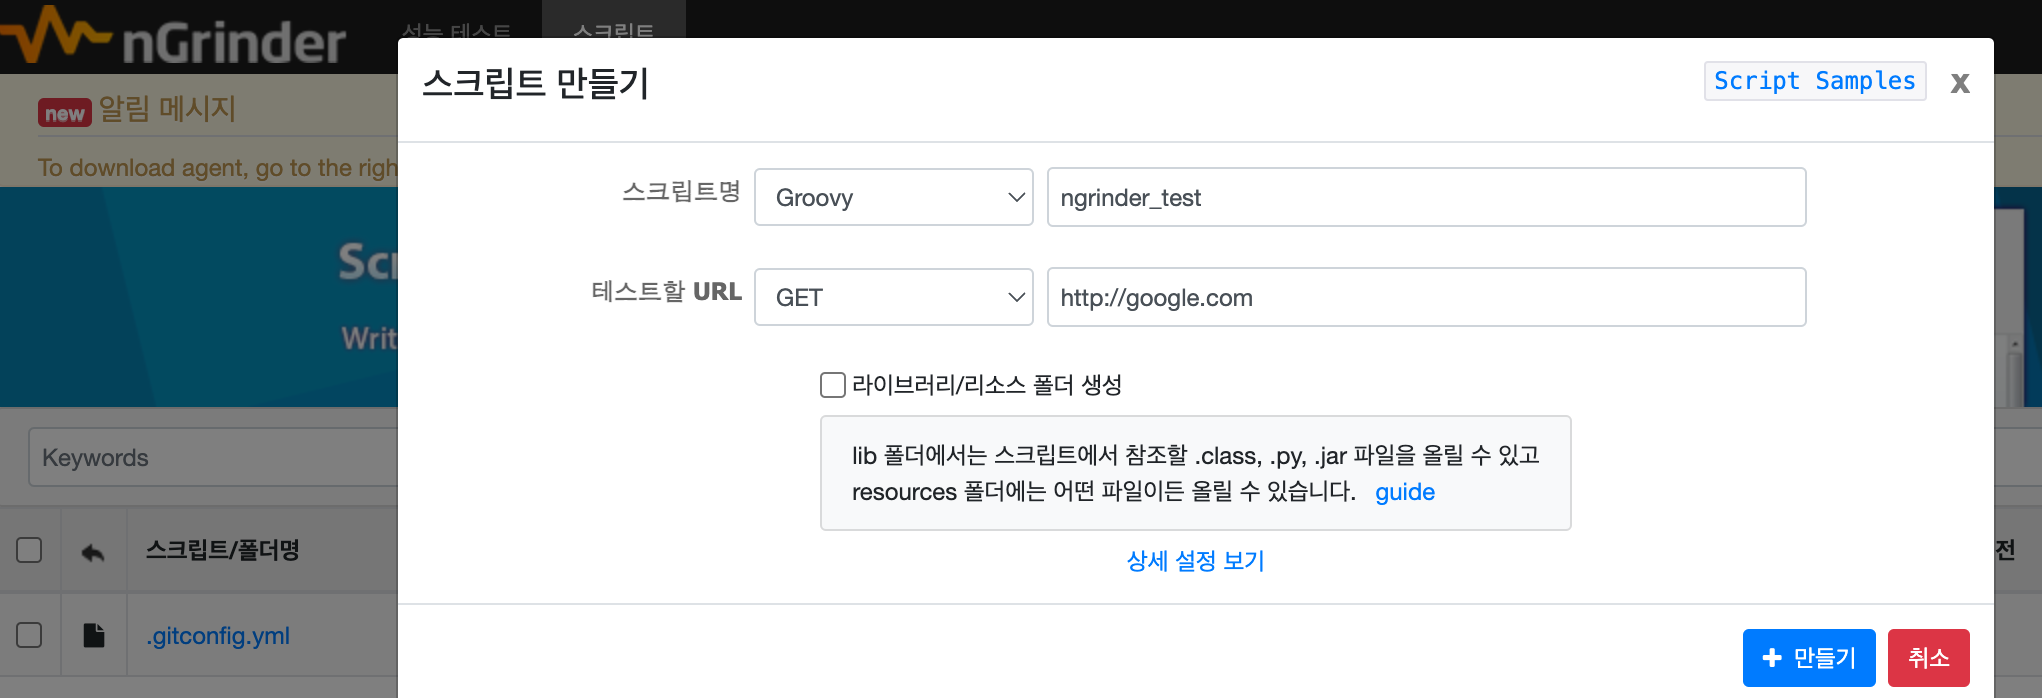 nGrinder
성능 테스트
스크립트
스크립트 만들기
Script Samples
X
new 알림 메시지
To download agent, go to the righ
스크립트명
Groovy
ngrinder_test
테스트할 URL
GET
http://google.com
Scr
Writ
라이브러리/리소스 폴더 생성
Keywords
lib 폴더에서는 스크립트에서 참조할 .class, .py, .jar 파일을 올릴 수 있고
resources 폴더에는 어떤 파일이든 올릴 수 있습니다. guide
상세 설정 보기
스크립트/폴더명
전
.gitconfig.yml
만들기
취소